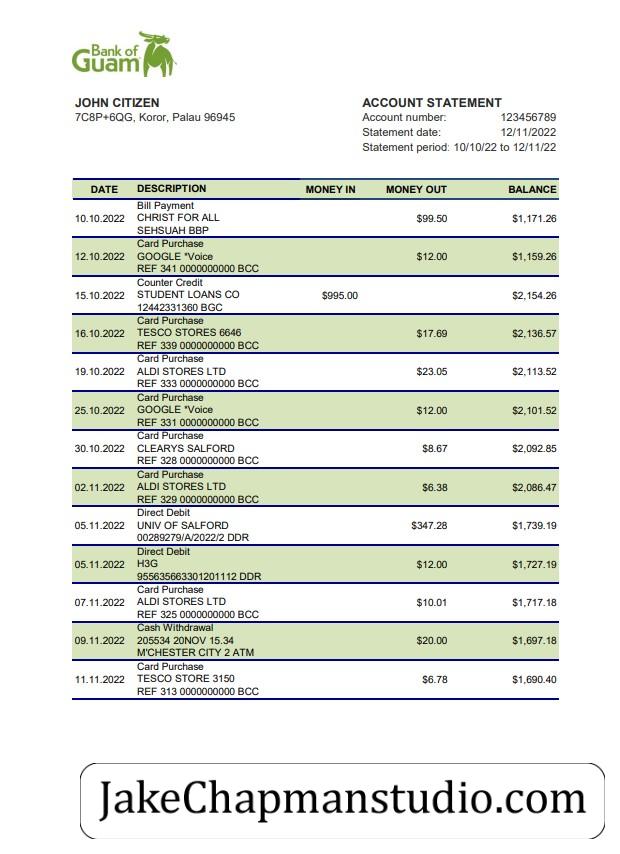 Bank of
Guam
JOHN CITIZEN
7C8P+6QG, Koror, Palau 96945
ACCOUNT STATEMENT
Account number: 123456789
Statement date: 12/11/2022
Statement period: 10/10/22 to 12/11/22
DATE DESCRIPTION MONEY IN MONEY OUT BALANCE
Bill Payment
10.10.2022 CHRIST FOR ALL $99.50 $1,171.26
SEHSUAH BBP
Card Purchase
12.10.2022 GOOGLE *Voice $12.00 $1,159.26
REF 341 0000000000 BCC
Counter Credit
15.10.2022 STUDENT LOANS CO $995.00 $2,154.26
12442331360 BGC
Card Purchase
16.10.2022 TESCO STORES 6646 $17.69 $2,136.57
REF 339 0000000000 BCC
Card Purchase
19.10.2022 ALDI STORES LTD $23.05 $2,113.52
REF 333 0000000000 BCC
Card Purchase
25.10.2022 GOOGLE *Voice $12.00 $2,101.52
REF 331 0000000000 BCC
Card Purchase
30.10.2022 CLEARYS SALFORD $8.67 $2,092.85
REF 328 0000000000 BCC
Card Purchase
02.11.2022 ALDI STORES LTD $6.38 $2,086.47
REF 329 0000000000 BCC
Direct Debit
05.11.2022 UNIV OF SALFORD $347.28 $1,739.19
00289279/A/2022/2 DDR
Direct Debit
05.11.2022 H3G $12.00 $1,727.19
955635663301201112 DDR
Card Purchase
07.11.2022 ALDI STORES LTD $10.01 $1,717.18
REF 325 0000000000 BCC
Cash Withdrawal
09.11.2022 205534 20NOV 15.34 $20.00 $1,697.18
M'CHESTER CITY 2 ATM
Card Purchase
11.11.2022 TESCO STORE 3150 $6.78 $1,690.40
REF 313 0000000000 BCC
JakeChapmanstudio.com